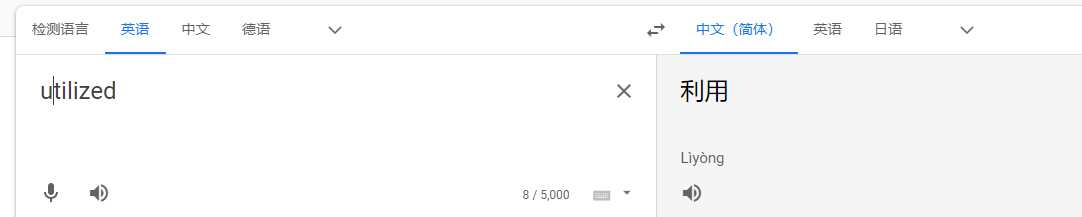 检测语言 英语 中文 德语 中文（简体） 英语 日语
utilized
利用
Lìyòng
8 / 5,000